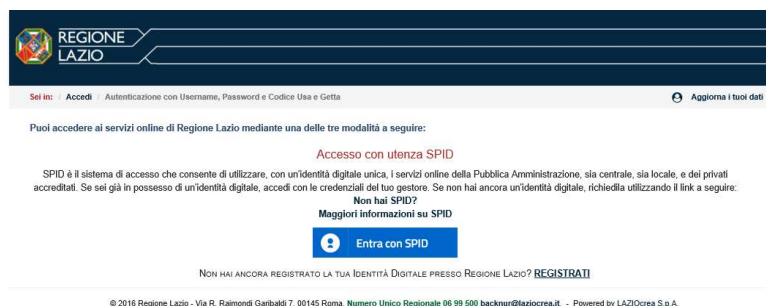 REGIONE
LAZIO
Sei in: / Accedi / Autenticazione con Username, Password e Codice Usa e Getta
Aggiorna i tuoi dati
Puoi accedere ai servizi online di Regione Lazio mediante una delle tre modalità a seguire:
Accesso con utenza SPID
SPID è il sistema di accesso che consente di utilizzare, con un'identità digitale unica, i servizi online della Pubblica Amministrazione, sia centrale, sia locale, e dei privati
accreditati. Se sei già in possesso di un'identità digitale, accedi con le credenziali del tuo gestore. Se non hai ancora un'identità digitale, richiedila utilizzando il link a seguire:
Non hai SPID?
Maggiori informazioni su SPID
Entra con SPID
NON HAI ANCORA REGISTRATO LA TUA IDENTITÀ DIGITALE PRESSO REGIONE LAZIO? REGISTRATI
© 2016 Regione Lazio - Via R. Raimondi Garibaldi 7, 00145 Roma. Numero Unico Regionale 06 99 500 backnur@laziocrea.it. - Powered by LAZIOcrea S.p.A.